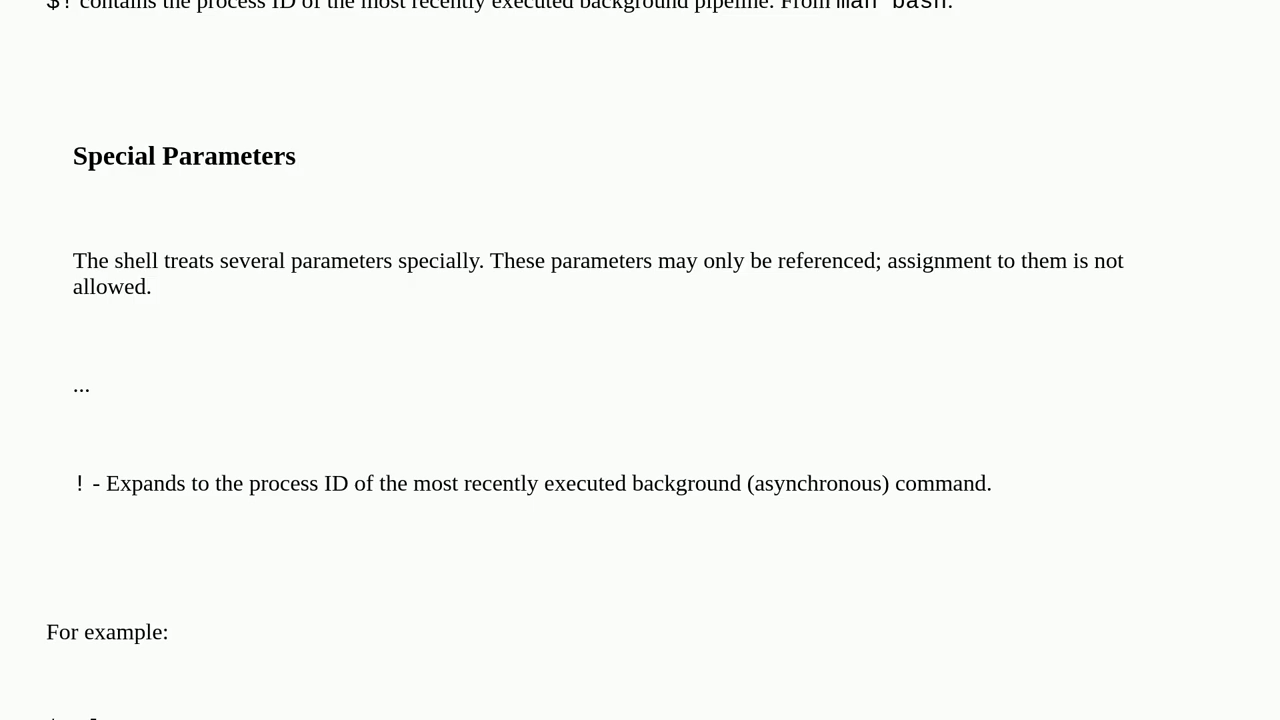 $! contains the process ID of the most recently executed background pipeline. From man bash:
Special Parameters
The shell treats several parameters specially. These parameters may only be referenced; assignment to them is not
allowed.
...
! - Expands to the process ID of the most recently executed background (asynchronous) command.
For example: